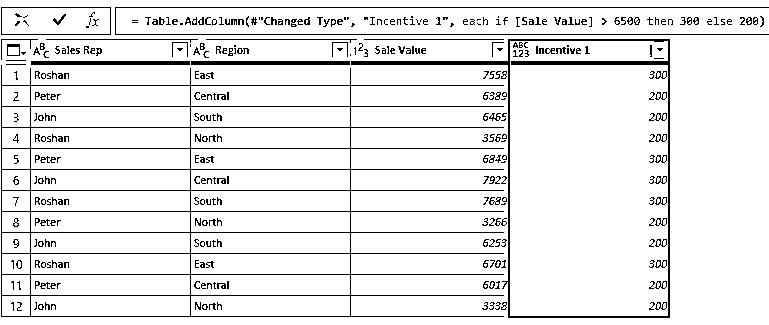 fx = Table.AddColumn(#"Changed Type", "Incentive 1", each if [Sale Value] > 6500 then 300 else 200)
ABC Sales Rep ABC Region 123 Sale Value ABC 123 Incentive 1
1 Roshan East 7558 300
2 Peter Central 6389 200
3 John South 6465 200
4 Roshan North 3569 200
5 Peter East 6849 300
6 John Central 7922 300
7 Roshan South 7689 300
8 Peter North 3266 200
9 John South 6253 200
10 Roshan East 6701 300
11 Peter Central 6017 200
12 John North 3338 200